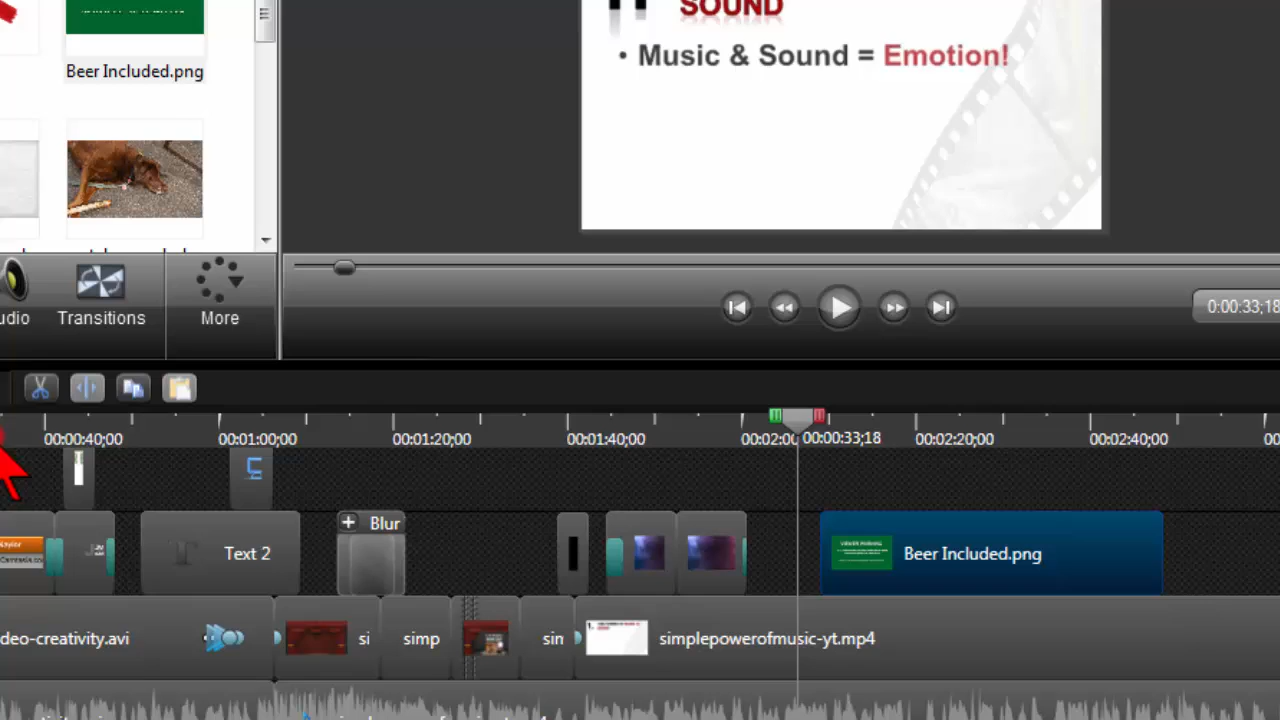 SOUND
• Music & Sound = Emotion!
Beer Included.png
Transitions
More
0:00:33;18
00:00:40;00
00:01:00;00
00:01:20;00
00:01:40;00
00:02:00
00:00:33;18
00:02:20;00
00:02:40;00
00
Blur
Text 2
Beer Included.png
deo-creativity.avi
si
simp
sin
simplepowerofmusic-yt.mp4